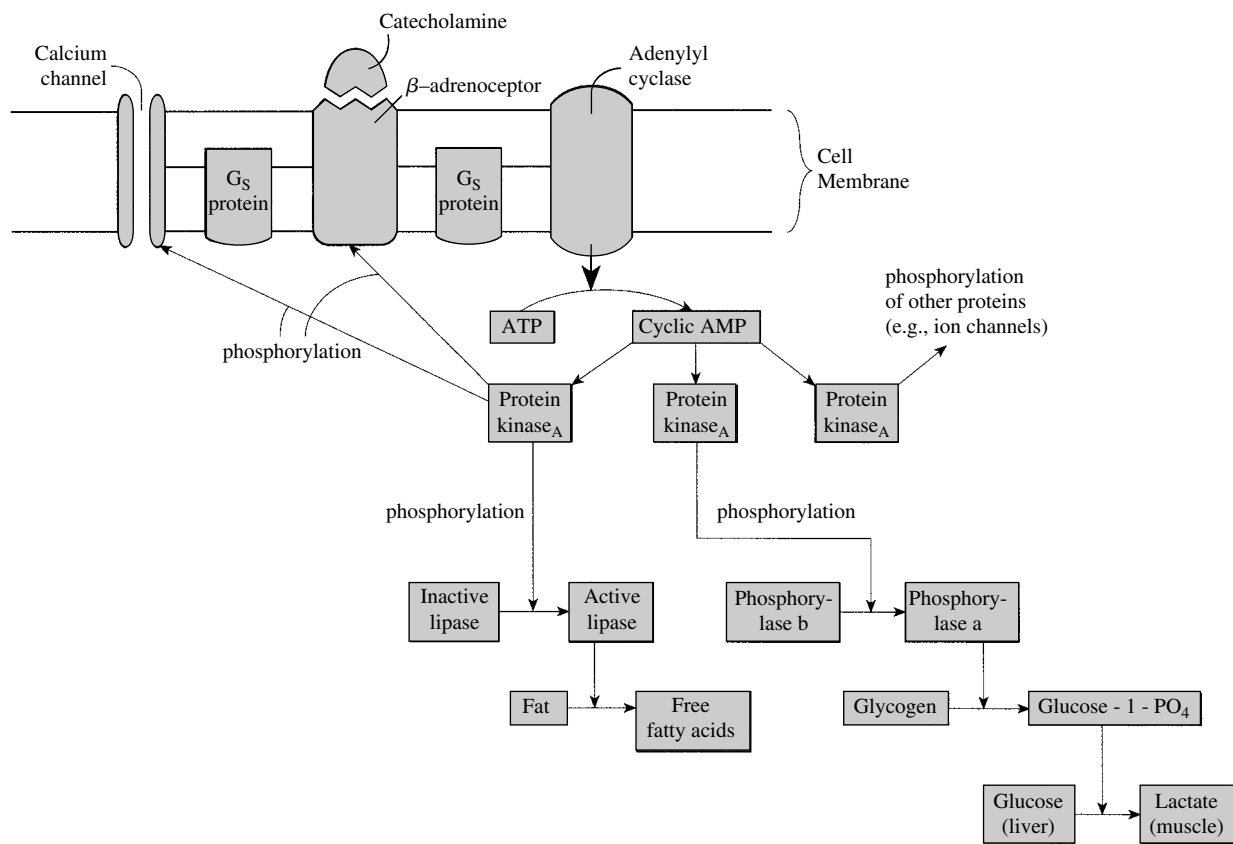 Catecholamine
Calcium
channel
β–adrenoceptor
Adenylyl
cyclase
Cell
Membrane
G_S
protein
G_S
protein
phosphorylation
of other proteins
(e.g., ion channels)
ATP
Cyclic AMP
phosphorylation
Protein
kinase_A
Protein
kinase_A
Protein
kinase_A
phosphorylation
phosphorylation
Inactive
lipase
Active
lipase
Phosphory-
lase b
Phosphory-
lase a
Fat
Free
fatty acids
Glycogen
Glucose - 1 - PO_4
Glucose
(liver)
Lactate
(muscle)